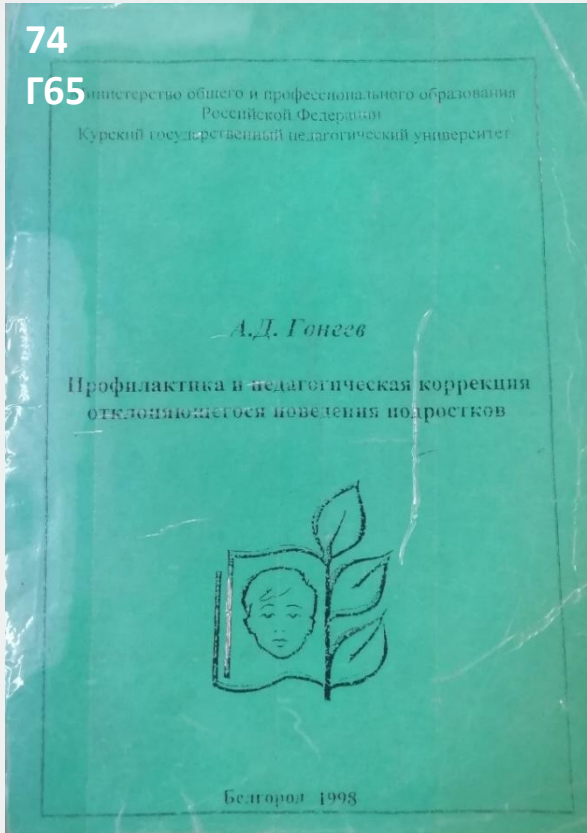 74
Г65
Министерство общего и профессионального образования
Российской Федерации
Курский государственный педагогический университет
А.Д. Гонеев
Профилактика и педагогическая коррекция
отклоняющегося поведения подростков
Белгород 1998